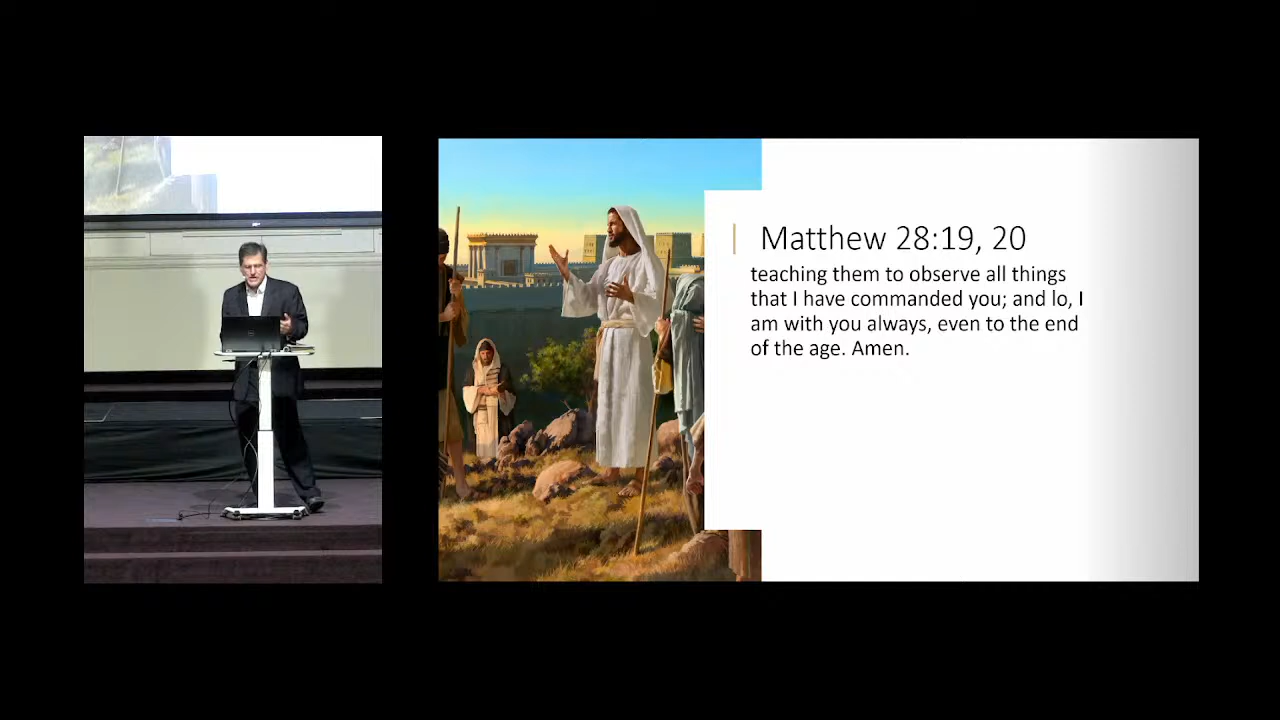 Matthew 28:19, 20
teaching them to observe all things
that I have commanded you; and lo, I
am with you always, even to the end
of the age. Amen.